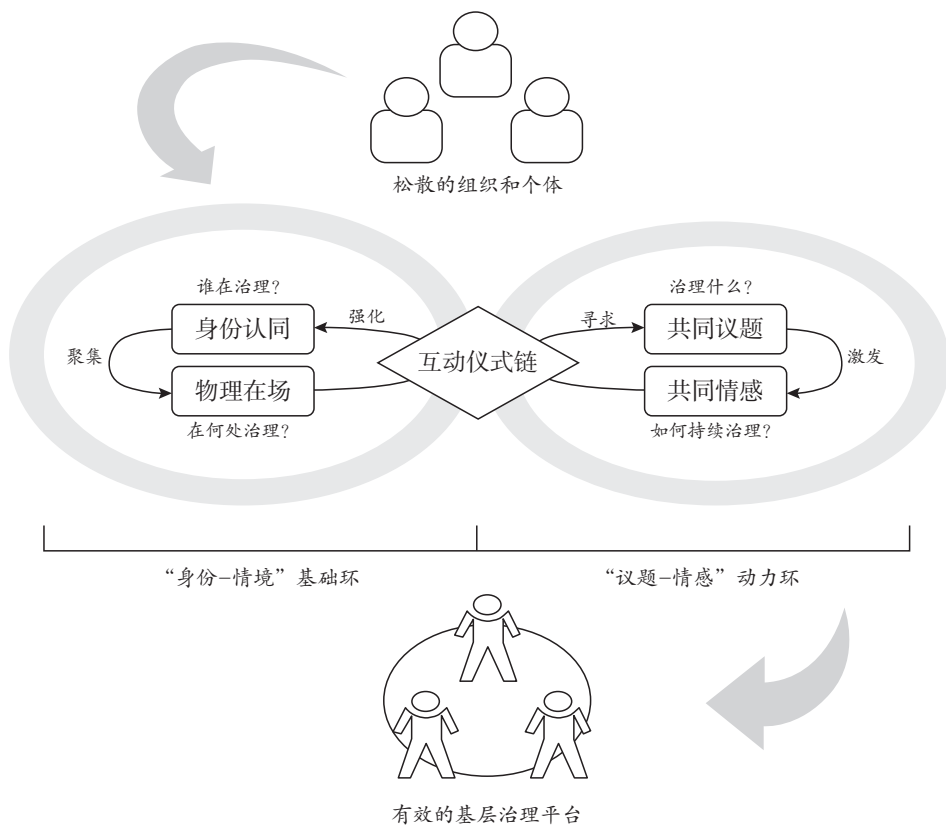 松散的组织和个体
谁在治理？
治理什么？
强化
寻求
身份认同
共同议题
聚集
互动仪式链
激发
物理在场
共同情感
在何处治理？
如何持续治理？
“身份-情境”基础环
“议题-情感”动力环
有效的基层治理平台